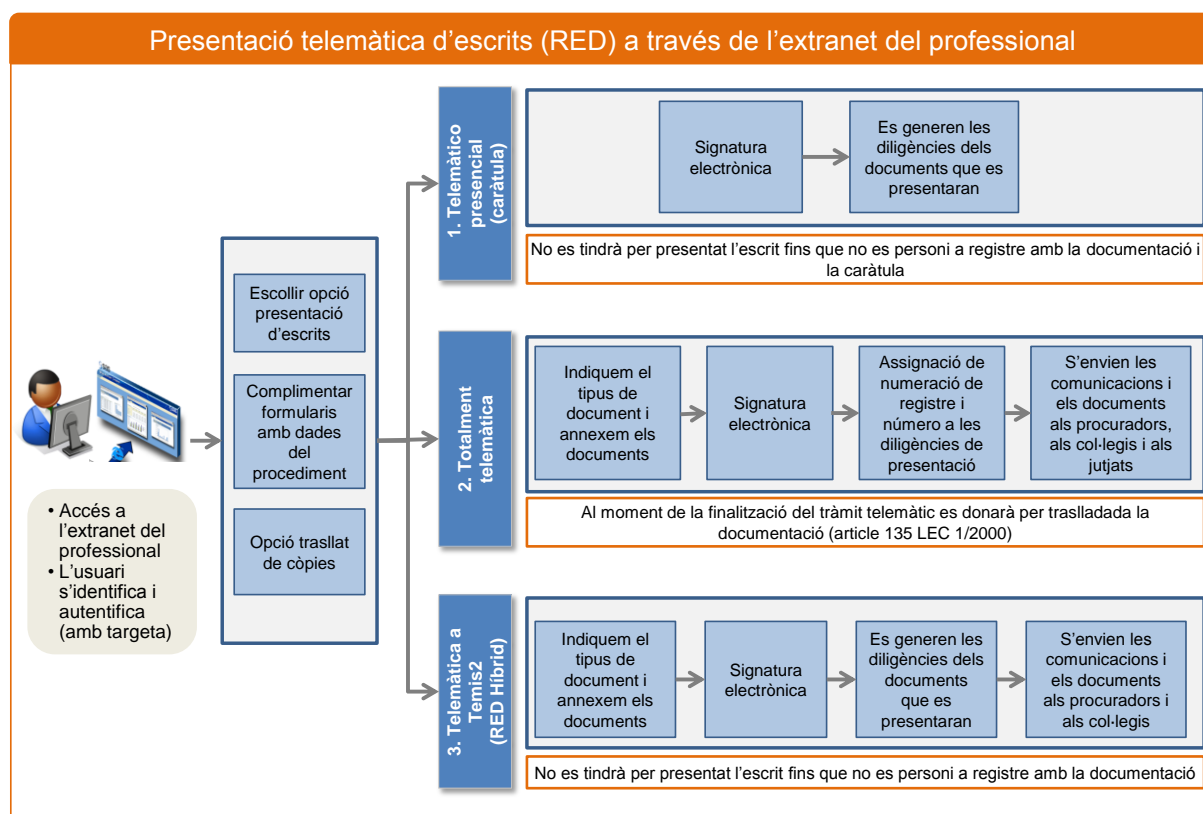 Presentació telemàtica d’escrits (RED) a través de l’extranet del professional
• Accés a
l’extranet del
professional
• L’usuari
s’identifica i
autentifica
(amb targeta)
Escollir opció
presentació
d’escrits
Complimentar
formularis
amb dades
del
procediment
Opció trasllat
de còpies
1. Telemàtico
presencial
(caràtula)
Signatura
electrònica
Es generen les
diligències dels
documents que es
presentaran
No es tindrà per presentat l’escrit fins que no es personi a registre amb la documentació i
la caràtula
2. Totalment
telemàtica
Indiquem el
tipus de
document i
annexem els
documents
Signatura
electrònica
Assignació de
numeració de
registre i
número a les
diligències de
presentació
S’envien les
comunicacions i
els documents
als procuradors,
als col·legis i als
jutjats
Al moment de la finalització del tràmit telemàtic es donarà per traslladada la
documentació (article 135 LEC 1/2000)
3. Telemàtica a
Temis2
(RED Híbrid)
Indiquem el
tipus de
document i
annexem els
documents
Signatura
electrònica
Es generen les
diligències dels
documents
que es
presentaran
S’envien les
comunicacions i
els documents
als procuradors i
als col·legis
No es tindrà per presentat l’escrit fins que no es personi a registre amb la documentació